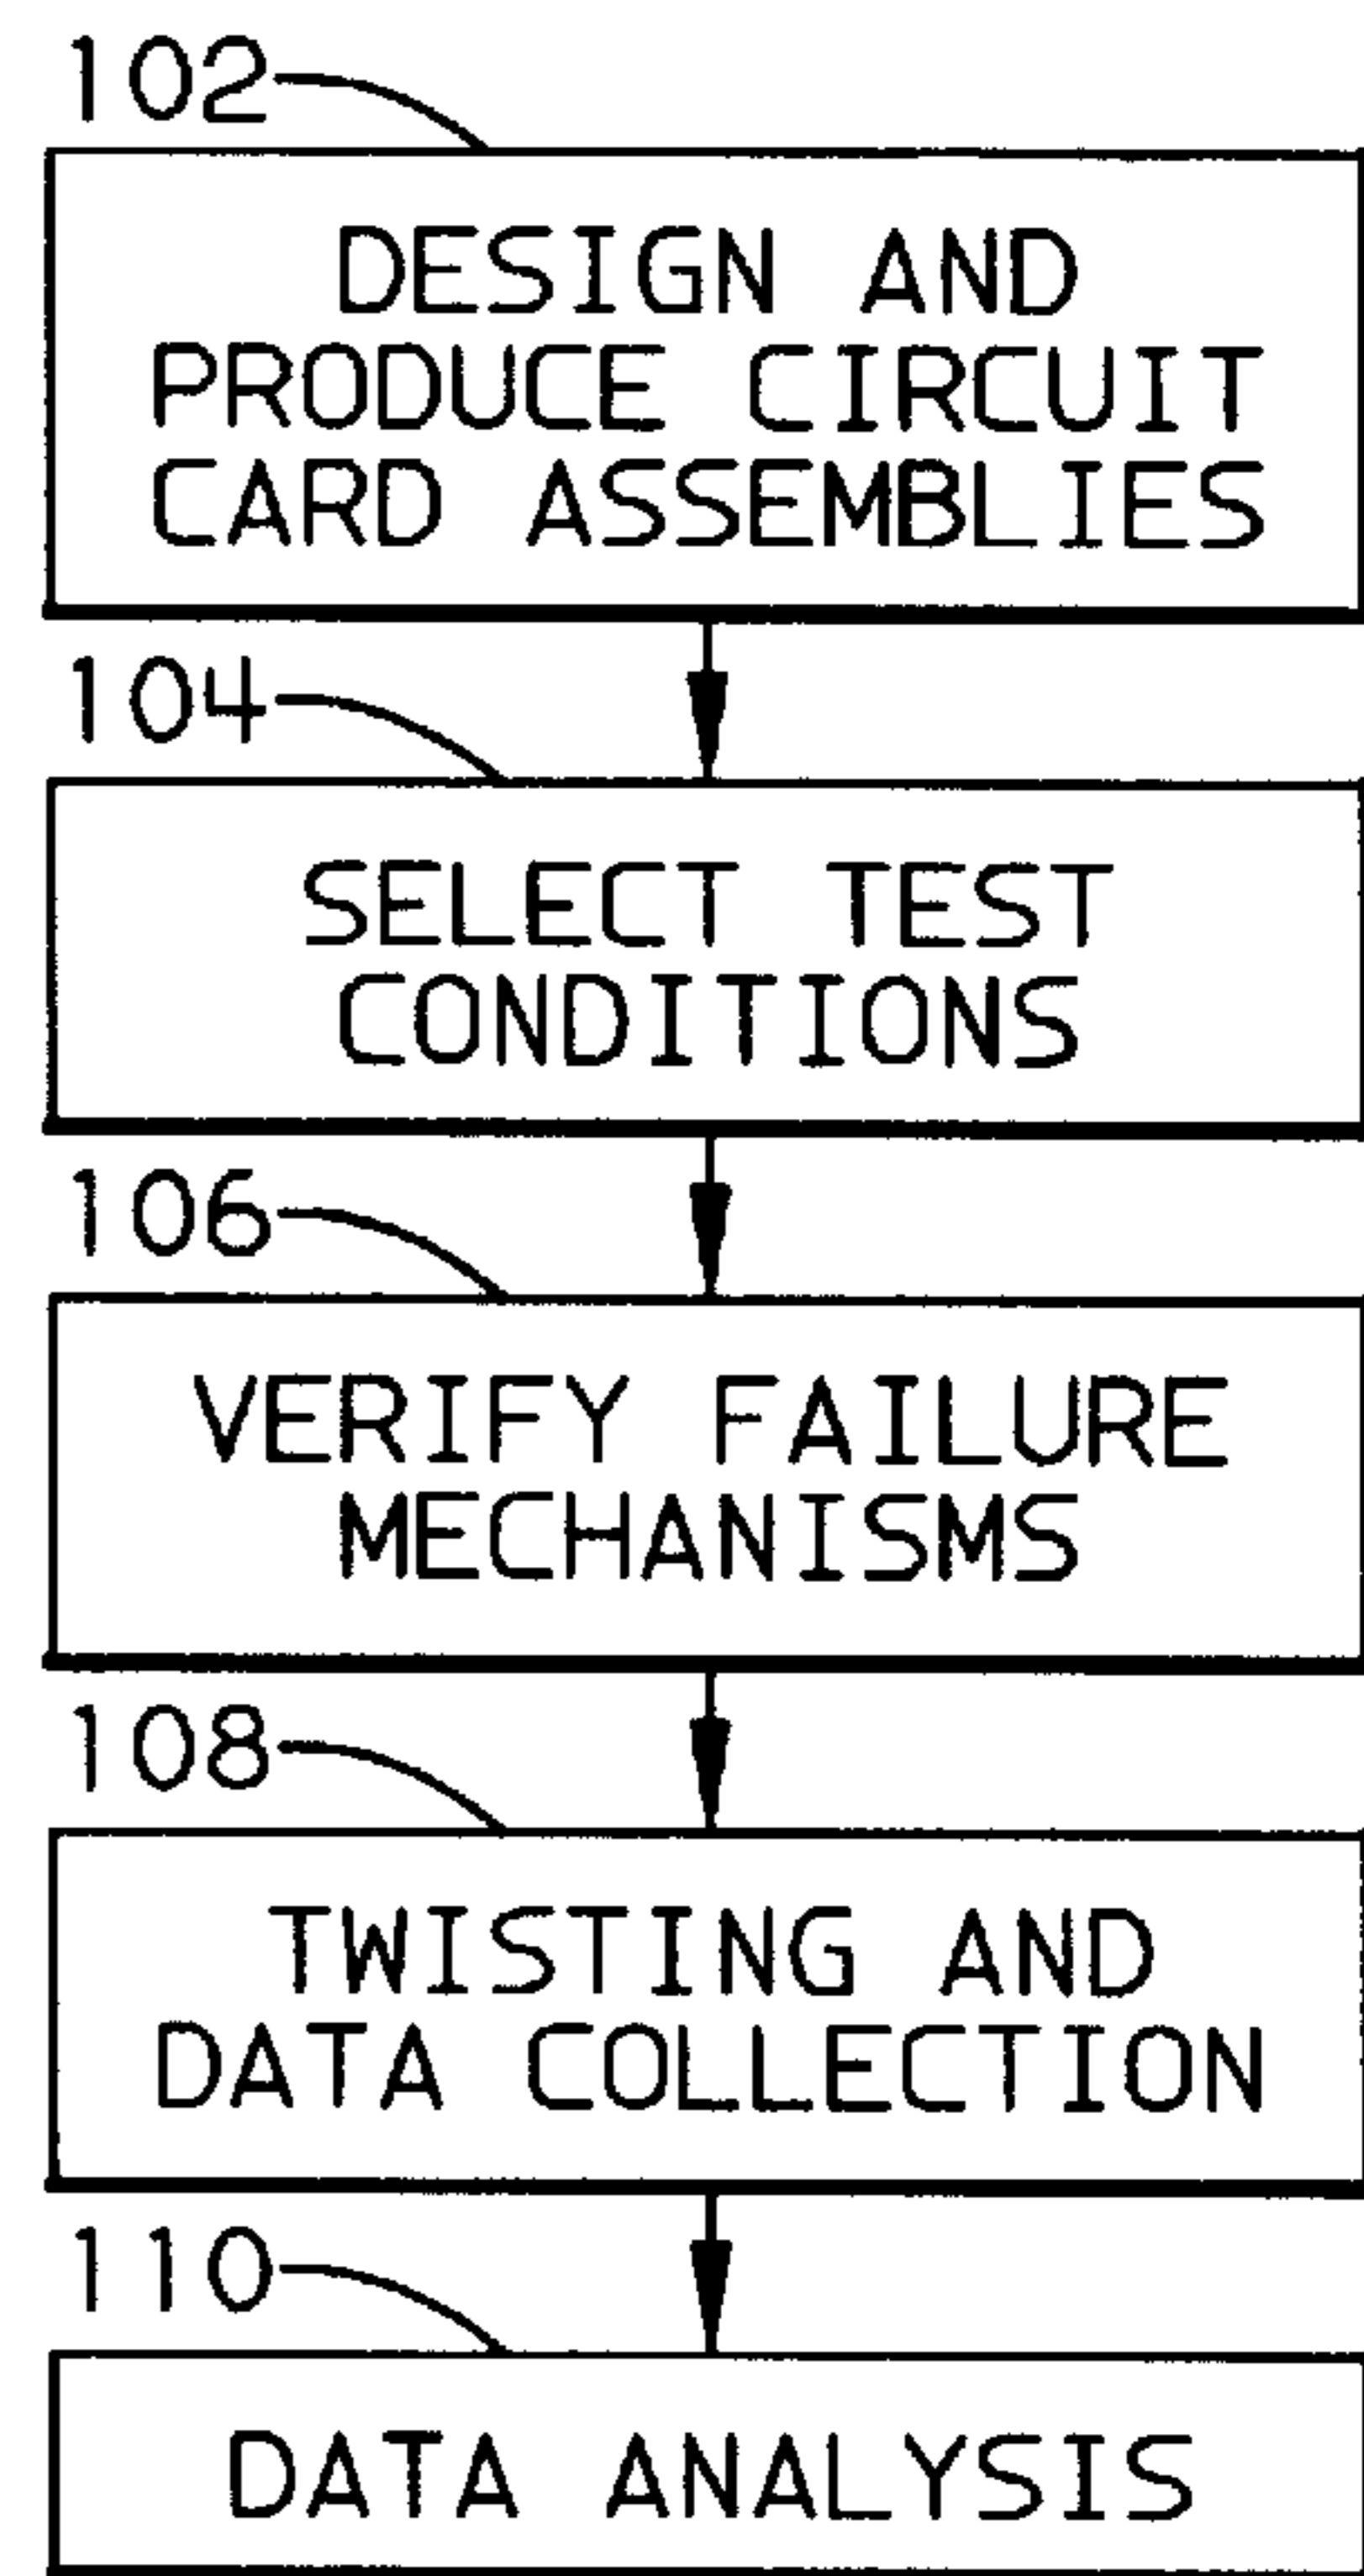 102
DESIGN AND
PRODUCE CIRCUIT
CARD ASSEMBLIES
104
SELECT TEST
CONDITIONS
106
VERIFY FAILURE
MECHANISMS
108
TWISTING AND
DATA COLLECTION
110
DATA ANALYSIS